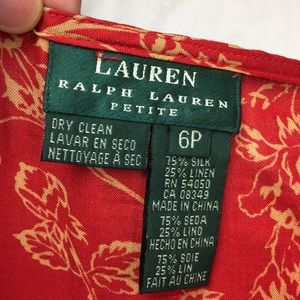 LAUREN
RALPH LAUREN
PETITE
DRY CLEAN
LAVAR EN SECO
NETTOYAGE À SEC
6P
75% SILK
25% LINEN
RN 54050
CA 08349
MADE IN CHINA
75% SEDA
25% LINO
HECHO EN CHINA
75% SOIE
25% LIN
FAIT AU CHINE